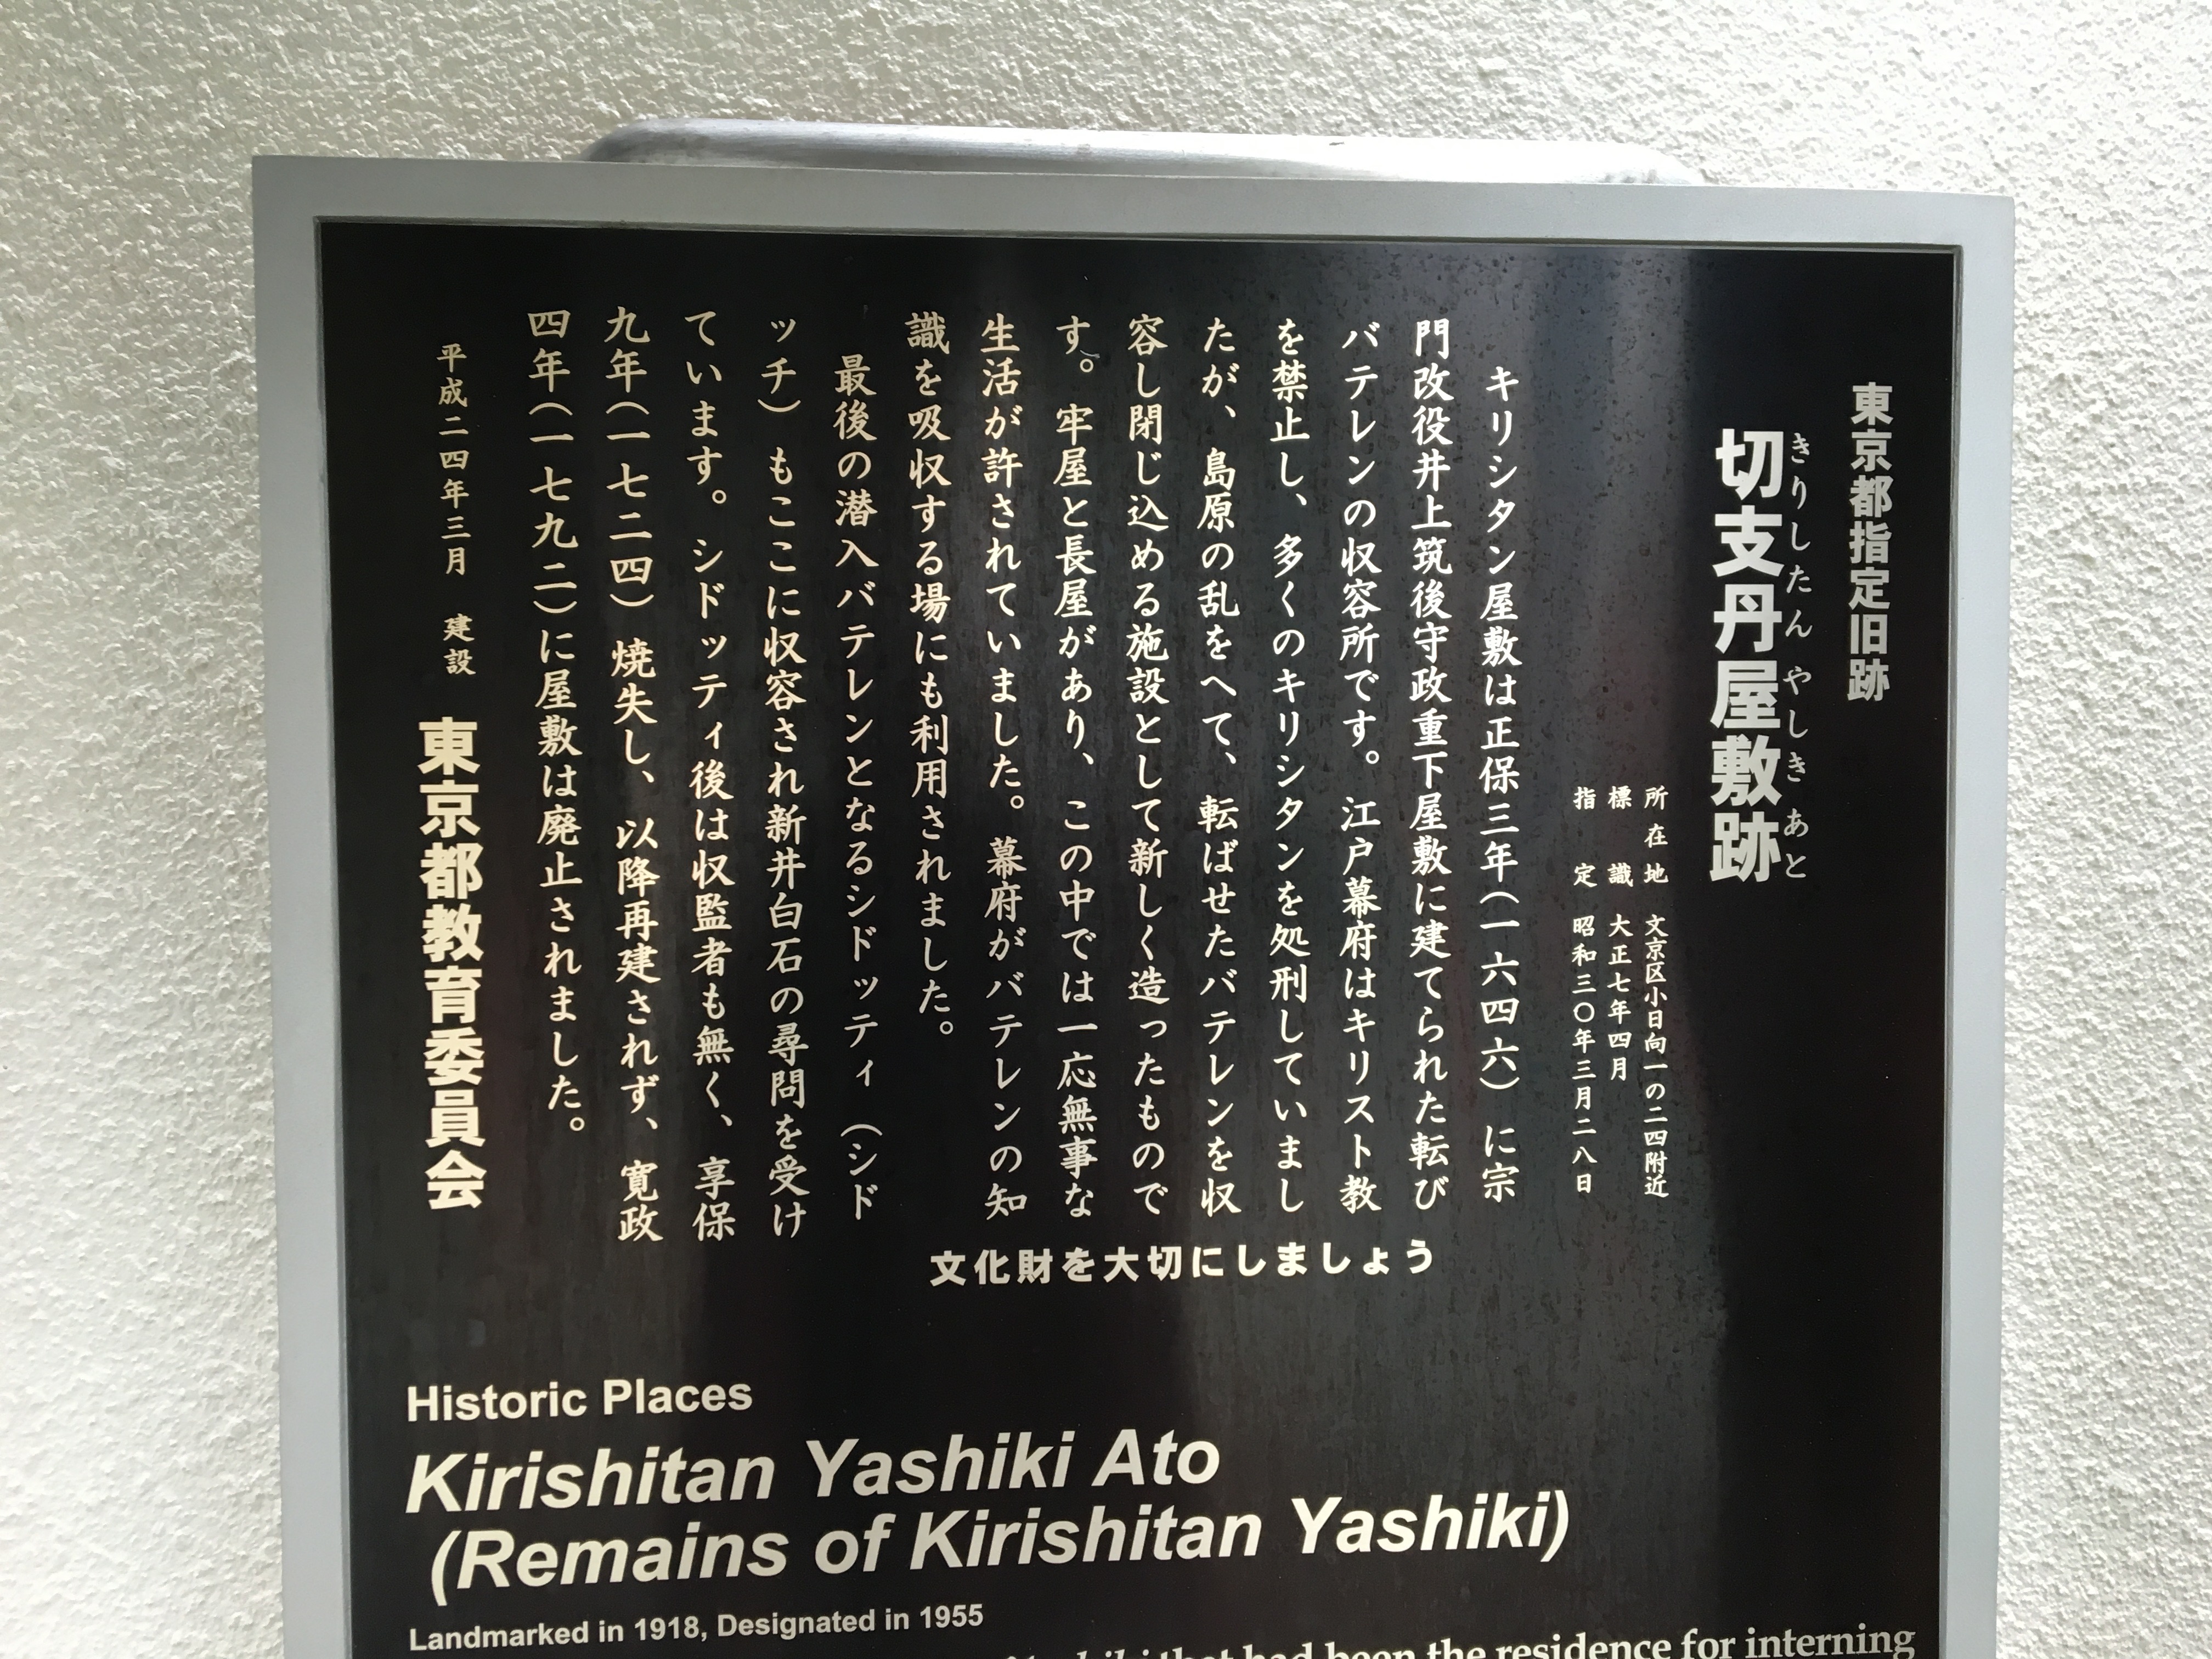 東京都指定旧跡
切支丹屋敷跡
きりしたん やしき あと
所在地 文京区小日向一の二四附近
標識 大正七年四月
指定 昭和三〇年三月二八日
キリシタン屋敷は正保三年(一六四六)に宗
門改役井上筑後守政重下屋敷に建てられた転び
バテレンの収容所です。江戸幕府はキリスト教
を禁止し、多くのキリシタンを処刑していまし
たが、島原の乱をへて、転ばせたバテレンを収
容し閉じ込める施設として新しく造ったもので
す。牢屋と長屋があり、この中では一応無事な
生活が許されていました。幕府がバテレンの知
識を吸収する場にも利用されました。
最後の潜入バテレンとなるシドッティ(シド
ッチ)もここに収容され新井白石の尋問を受け
ています。シドッティ後は収監者も無く、享保
九年(一七二四)焼失し、以降再建されず、寛政
四年(一七九二)に屋敷は廃止されました。
平成二四年三月 建設 東京都教育委員会
文化財を大切にしましょう
Historic Places
Kirishitan Yashiki Ato
(Remains of Kirishitan Yashiki)
Landmarked in 1918, Designated in 1955
that had been the residence for interning